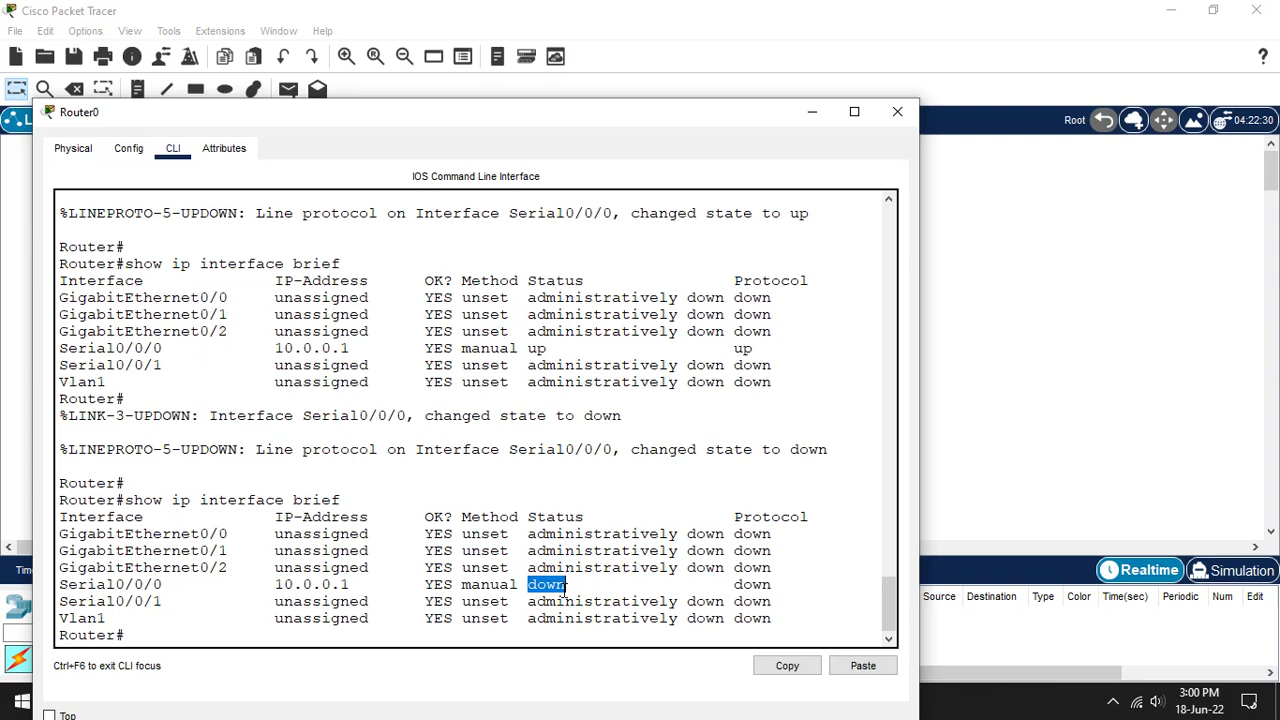 Cisco Packet Tracer
File Edit Options View Tools Extensions Window Help
Root
04:22:30
Router0
Physical Config CLI Attributes
IOS Command Line Interface
%LINEPROTO-5-UPDOWN: Line protocol on Interface Serial0/0/0, changed state to up
Router#
Router#show ip interface brief
Interface IP-Address OK? Method Status Protocol
GigabitEthernet0/0 unassigned YES unset administratively down down
GigabitEthernet0/1 unassigned YES unset administratively down down
GigabitEthernet0/2 unassigned YES unset administratively down down
Serial0/0/0 10.0.0.1 YES manual up up
Serial0/0/1 unassigned YES unset administratively down down
Vlan1 unassigned YES unset administratively down down
Router#
%LINK-3-UPDOWN: Interface Serial0/0/0, changed state to down
%LINEPROTO-5-UPDOWN: Line protocol on Interface Serial0/0/0, changed state to down
Router#
Router#show ip interface brief
Interface IP-Address OK? Method Status Protocol
GigabitEthernet0/0 unassigned YES unset administratively down down
GigabitEthernet0/1 unassigned YES unset administratively down down
GigabitEthernet0/2 unassigned YES unset administratively down down
Serial0/0/0 10.0.0.1 YES manual down down
Serial0/0/1 unassigned YES unset administratively down down
Vlan1 unassigned YES unset administratively down down
Router#
Ctrl+F6 to exit CLI focus
Copy
Paste
Top
Realtime
Simulation
Source Destination Type Color Time(sec) Periodic Num Edit
3:00 PM
18-Jun-22